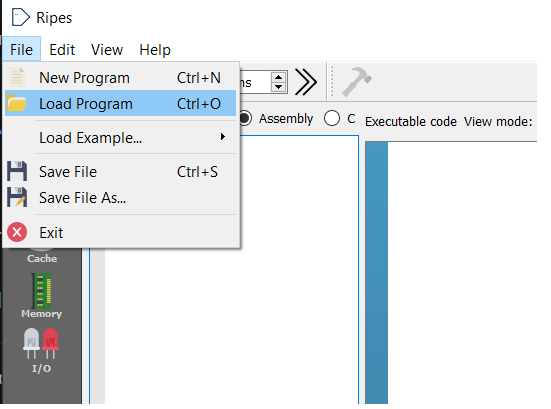 Ripes
File Edit View Help
New Program Ctrl+N
ms
Load Program Ctrl+O
Assembly C Executable code View mode:
Load Example...
Save File Ctrl+S
Save File As...
Exit
Cache
Memory
I/O